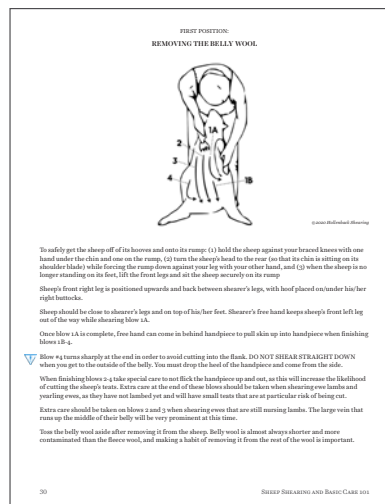 FIRST POSITION:
REMOVING THE BELLY WOOL
1A
2
3
4
1B
©2020 Hollenback Shearing
To safely get the sheep off of its hooves and onto its rump: (1) hold the sheep against your braced knees with one
hand under the chin and one on the rump, (2) turn the sheep's head to the rear (so that its chin is sitting on its
shoulder blade) while forcing the rump down against your leg with your other hand, and (3) when the sheep is no
longer standing on its feet, lift the front legs and sit the sheep securely on its rump
Sheep's front right leg is positioned upwards and back between shearer's legs, with hoof placed on/under his/her
right buttocks.
Sheep should be close to shearer's legs and on top of his/her feet. Shearer's free hand keeps sheep's front left leg
out of the way while shearing blow 1A.
Once blow 1A is complete, free hand can come in behind handpiece to pull skin up into handpiece when finishing
blows 1B-4.
Blow #4 turns sharply at the end in order to avoid cutting into the flank. DO NOT SHEAR STRAIGHT DOWN
when you get to the outside of the belly. You must drop the heel of the handpiece and come from the side.
When finishing blows 2-4 take special care to not flick the handpiece up and out, as this will increase the likelihood
of cutting the sheep's teats. Extra care at the end of these blows should be taken when shearing ewe lambs and
yearling ewes, as they have not lambed yet and will have small teats that are at particular risk of being cut.
Extra care should be taken on blows 2 and 3 when shearing ewes that are still nursing lambs. The large vein that
runs up the middle of their belly will be very prominent at this time.
Toss the belly wool aside after removing it from the sheep. Belly wool is almost always shorter and more
contaminated than the fleece wool, and making a habit of removing it from the rest of the wool is important.
30
SHEEP SHEARING AND BASIC CARE 101